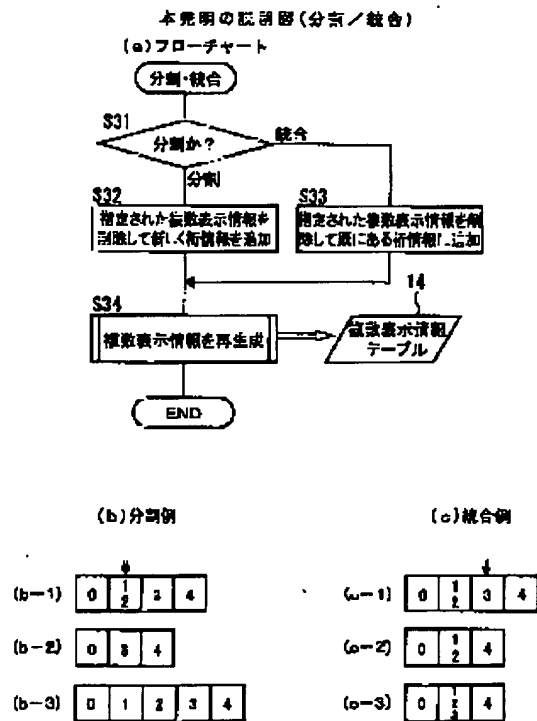 本発明の説明図(分割／統合)
(a)フローチャート
分割・統合
S31
分割か？
統合
分割
S32
S33
指定された複数表示情報を
削除して新しく桁情報を追加
指定された複数表示情報を削
除して既にある桁情報に追加
S34
14
複数表示情報を再生成
複数表示情報
テーブル
END
(b)分割例
(c)統合例
(b-1) 0 1 2 3 4
(c-1) 0 1 2 3 4
(b-2) 0 3 4
(c-2) 0 1 2 4
(b-3) 0 1 2 3 4
(c-3) 0 1 2 3 4